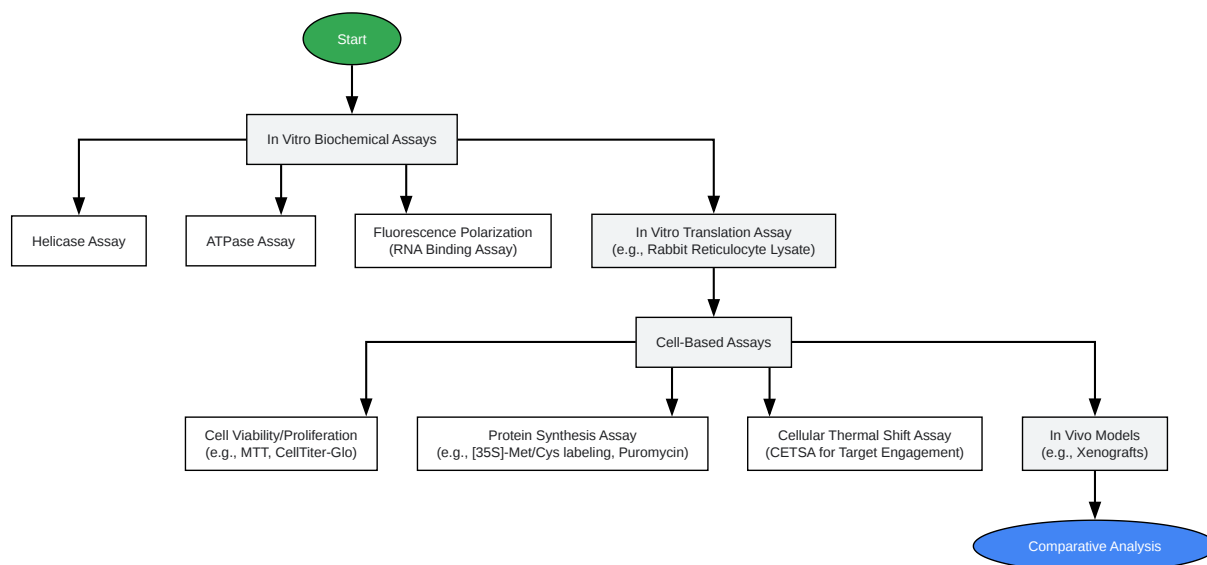 Start
In Vitro Biochemical Assays
Helicase Assay
ATPase Assay
Fluorescence Polarization
(RNA Binding Assay)
In Vitro Translation Assay
(e.g., Rabbit Reticulocyte Lysate)
Cell-Based Assays
Cell Viability/Proliferation
(e.g., MTT, CellTiter-Glo)
Protein Synthesis Assay
(e.g., [35S]-Met/Cys labeling, Puromycin)
Cellular Thermal Shift Assay
(CETSA for Target Engagement)
In Vivo Models
(e.g., Xenografts)
Comparative Analysis